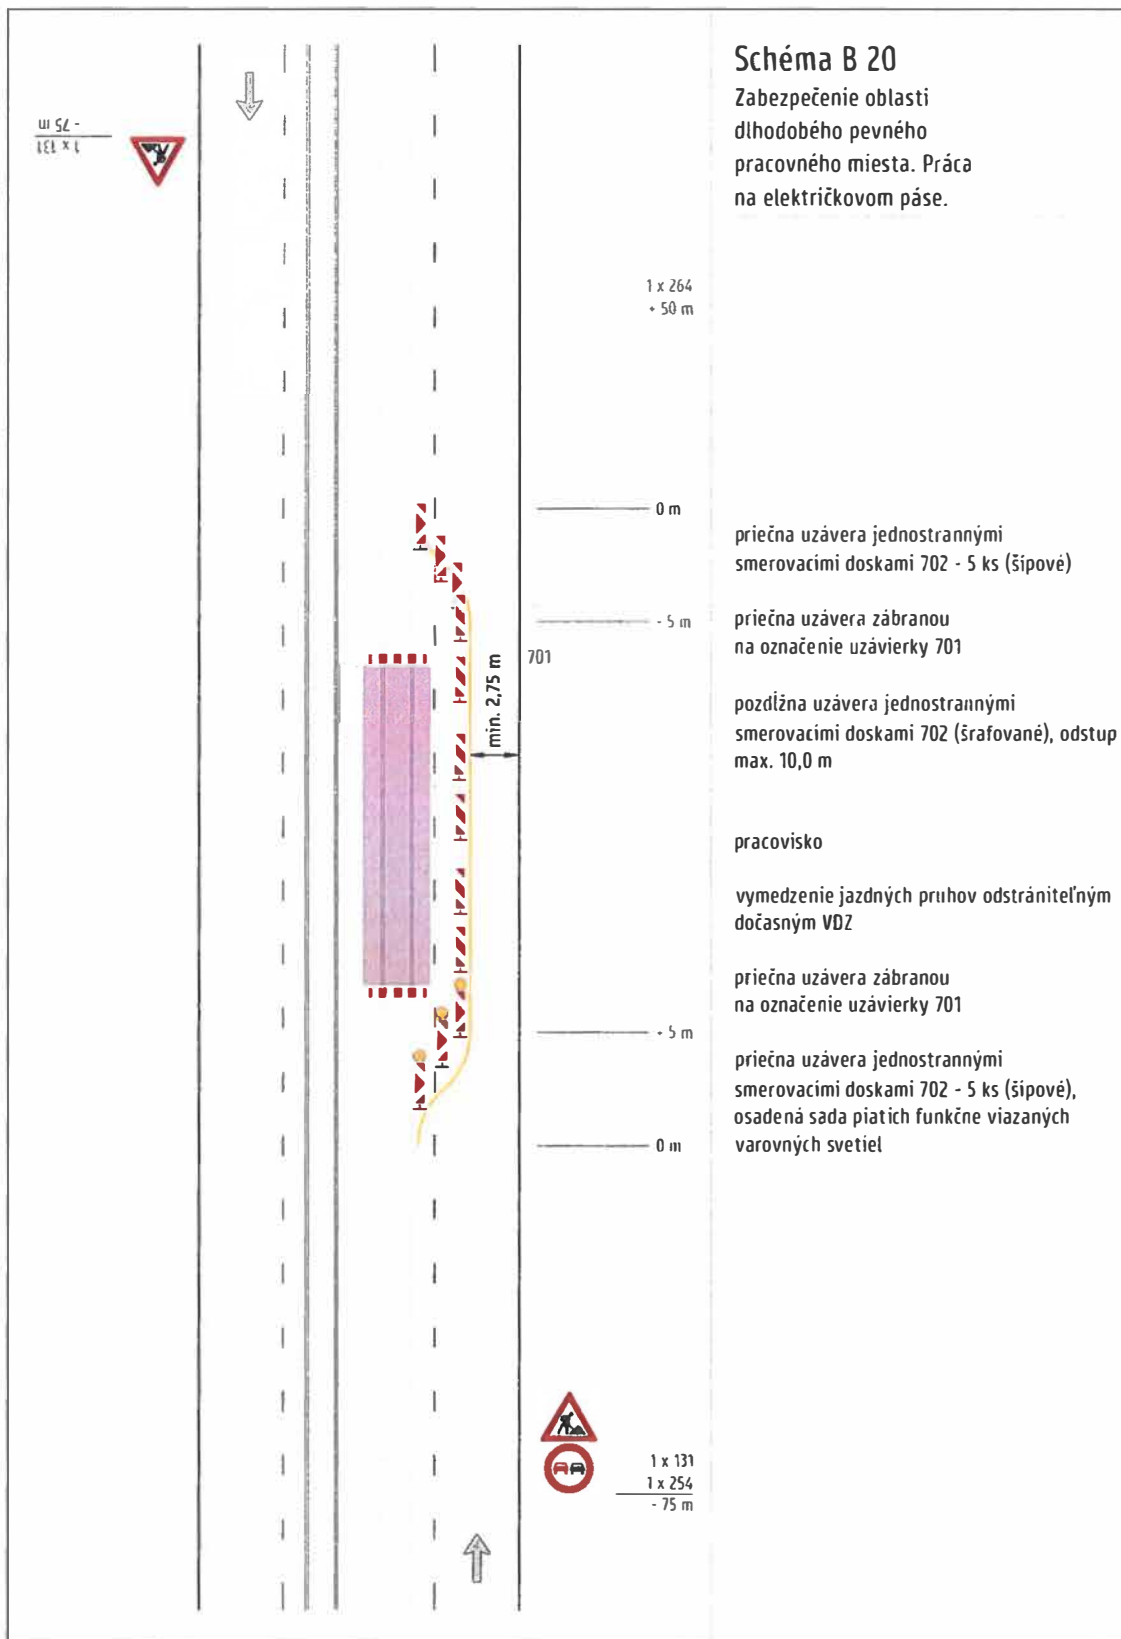 Schéma B 20
Zabezpečenie oblasti
dlhodobého pevného
pracovného miesta. Práca
na električkovom páse.
1 x 131
- 75 m
1 x 264
+ 50 m
0 m
priečna uzávera jednostrannými
smerovacími doskami 702 - 5 ks (šípové)
- 5 m
priečna uzávera zábranou
na označenie uzávierky 701
701
min. 2,75 m
pozdĺžna uzávera jednostrannými
smerovacími doskami 702 (šrafované), odstup
max. 10,0 m
pracovisko
vymedzenie jazdných pruhov odstrániteľným
dočasným VDZ
priečna uzávera zábranou
na označenie uzávierky 701
+ 5 m
priečna uzávera jednostrannými
smerovacími doskami 702 - 5 ks (šípové),
osadená sada piatich funkčne viazaných
varovných svetiel
0 m
1 x 131
1 x 254
- 75 m